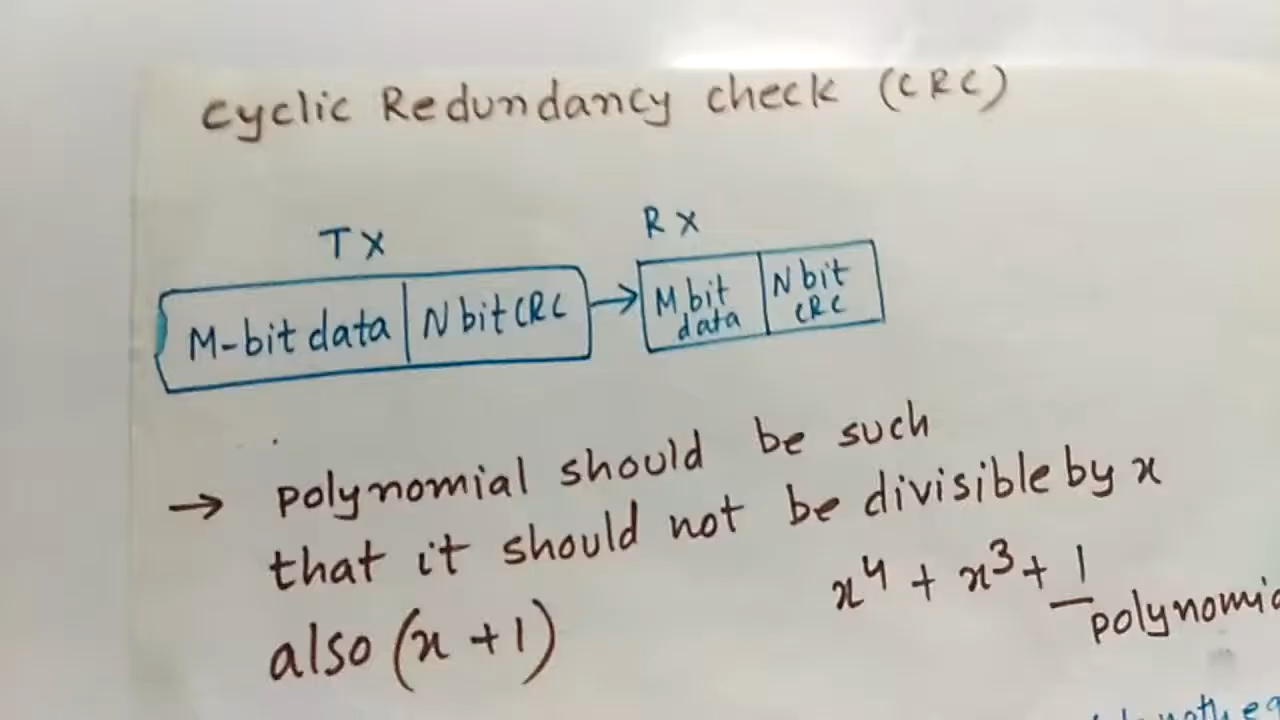 cyclic Redundancy check (CRC)
TX
RX
M-bit data | N bit CRC
M bit data | N bit CRC
→ polynomial should be such
that it should not be divisible by x
x⁴ + x³ + 1
also (x + 1)